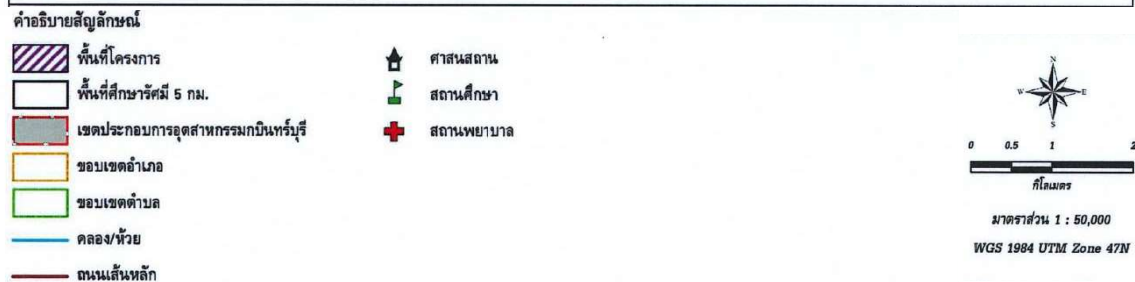 คำอธิบายสัญลักษณ์
พื้นที่โครงการ
พื้นที่ศึกษารัศมี 5 กม.
เขตประกอบการอุตสาหกรรมกบินทร์บุรี
ขอบเขตอำเภอ
ขอบเขตตำบล
คลอง/ห้วย
ถนนเส้นหลัก
ศาสนสถาน
สถานศึกษา
สถานพยาบาล
N
W E
S
0 0.5 1 2
กิโลเมตร
มาตราส่วน 1 : 50,000
WGS 1984 UTM Zone 47N